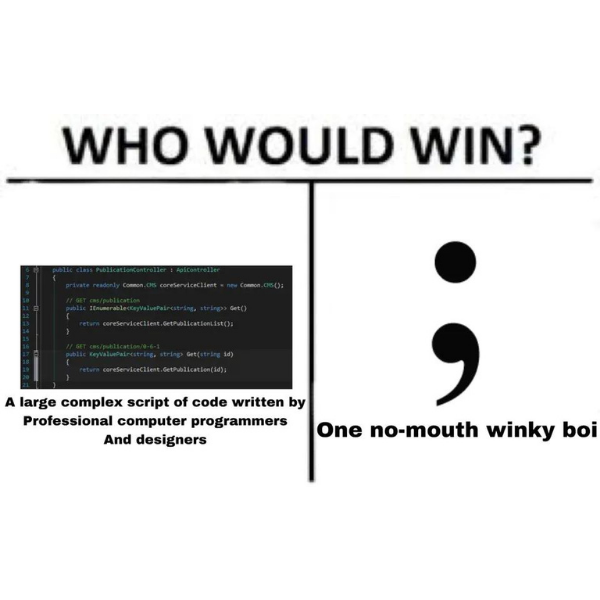 WHO WOULD WIN?
6 public class PublicationController : ApiController
7 {
8 private readonly Common.CMS coreServiceClient = new Common.CMS();
9
10 // GET cms/publication
11 public IEnumerable<KeyValuePair<string, string>> Get()
12 {
13 return coreServiceClient.GetPublicationList();
14 }
15
16 // GET cms/publication/0-6-1
17 public KeyValuePair<string, string> Get(string id)
18 {
19 return coreServiceClient.GetPublication(id);
20 }
21 }
A large complex script of code written by
Professional computer programmers
And designers
;
One no-mouth winky boi